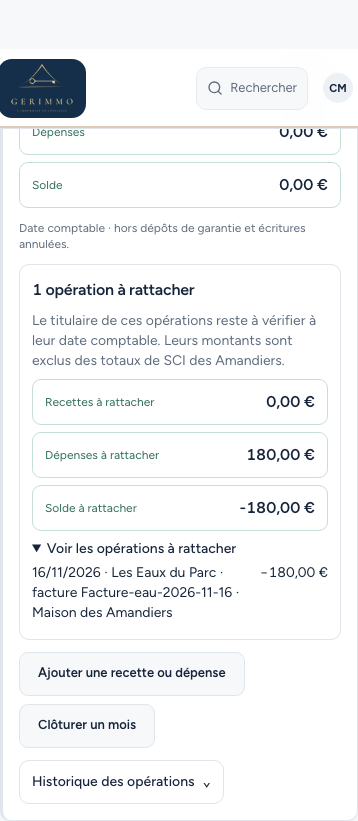 GERIMMO
Rechercher
CM
Dépenses 0,00 €
Solde 0,00 €
Date comptable · hors dépôts de garantie et écritures
annulées.
1 opération à rattacher
Le titulaire de ces opérations reste à vérifier à
leur date comptable. Leurs montants sont
exclus des totaux de SCI des Amandiers.
Recettes à rattacher 0,00 €
Dépenses à rattacher 180,00 €
Solde à rattacher -180,00 €
▼ Voir les opérations à rattacher
16/11/2026 · Les Eaux du Parc · −180,00 €
facture Facture-eau-2026-11-16 ·
Maison des Amandiers
Ajouter une recette ou dépense
Clôturer un mois
Historique des opérations